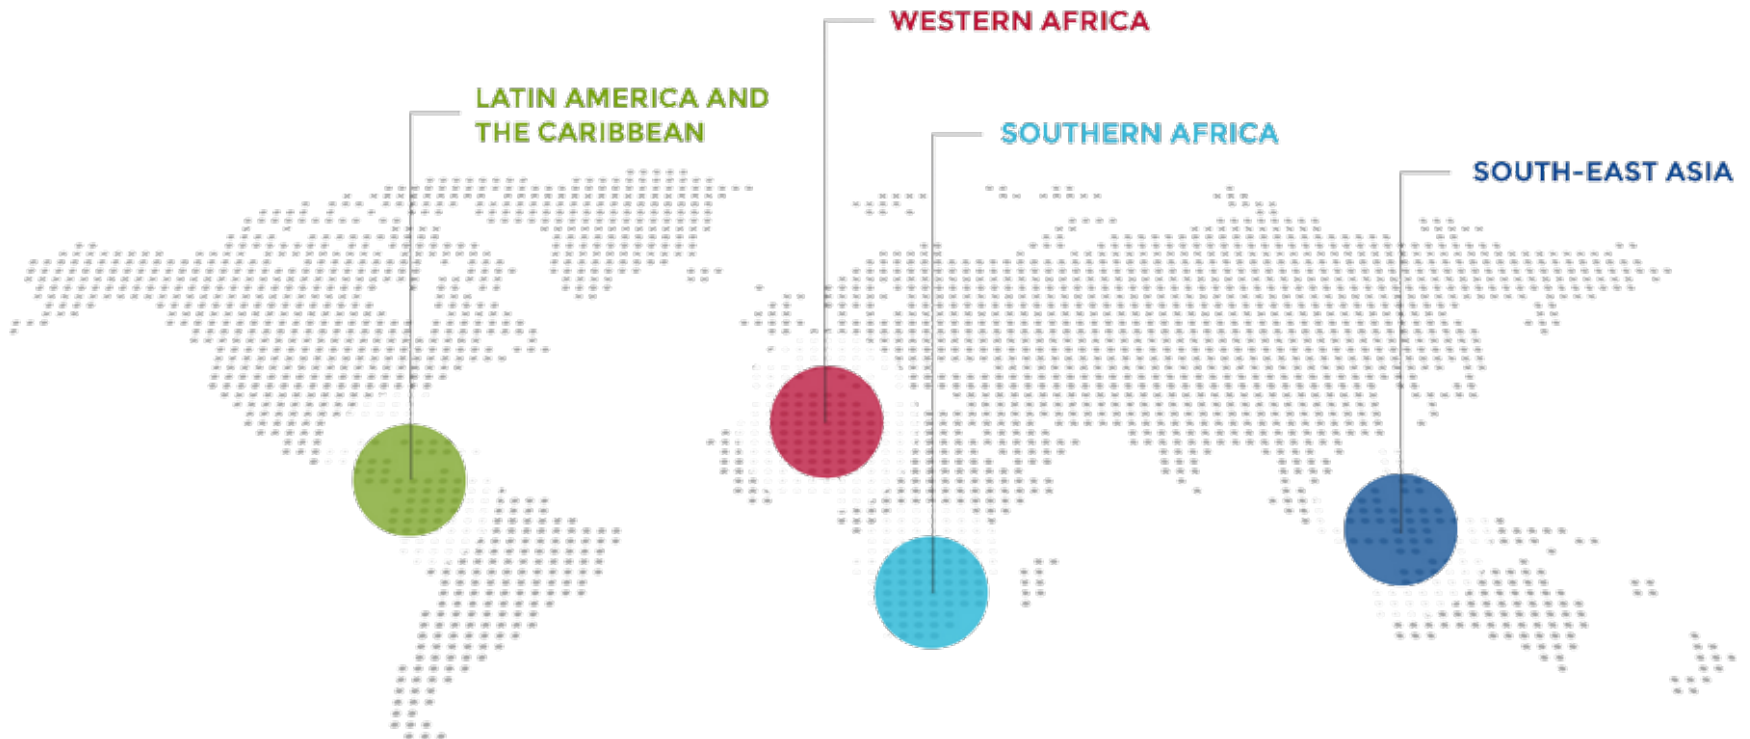 WESTERN AFRICA
LATIN AMERICA AND
THE CARIBBEAN
SOUTHERN AFRICA
SOUTH-EAST ASIA